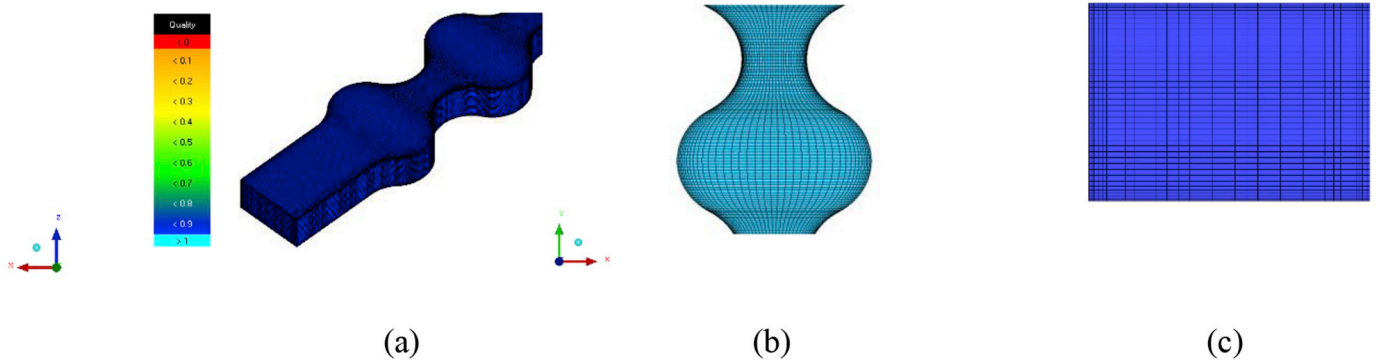 Quality
< 0
< 0.1
< 0.2
< 0.3
< 0.4
< 0.5
< 0.6
< 0.7
< 0.8
< 0.9
> 1
z
X
Y
X
(a)
(b)
(c)